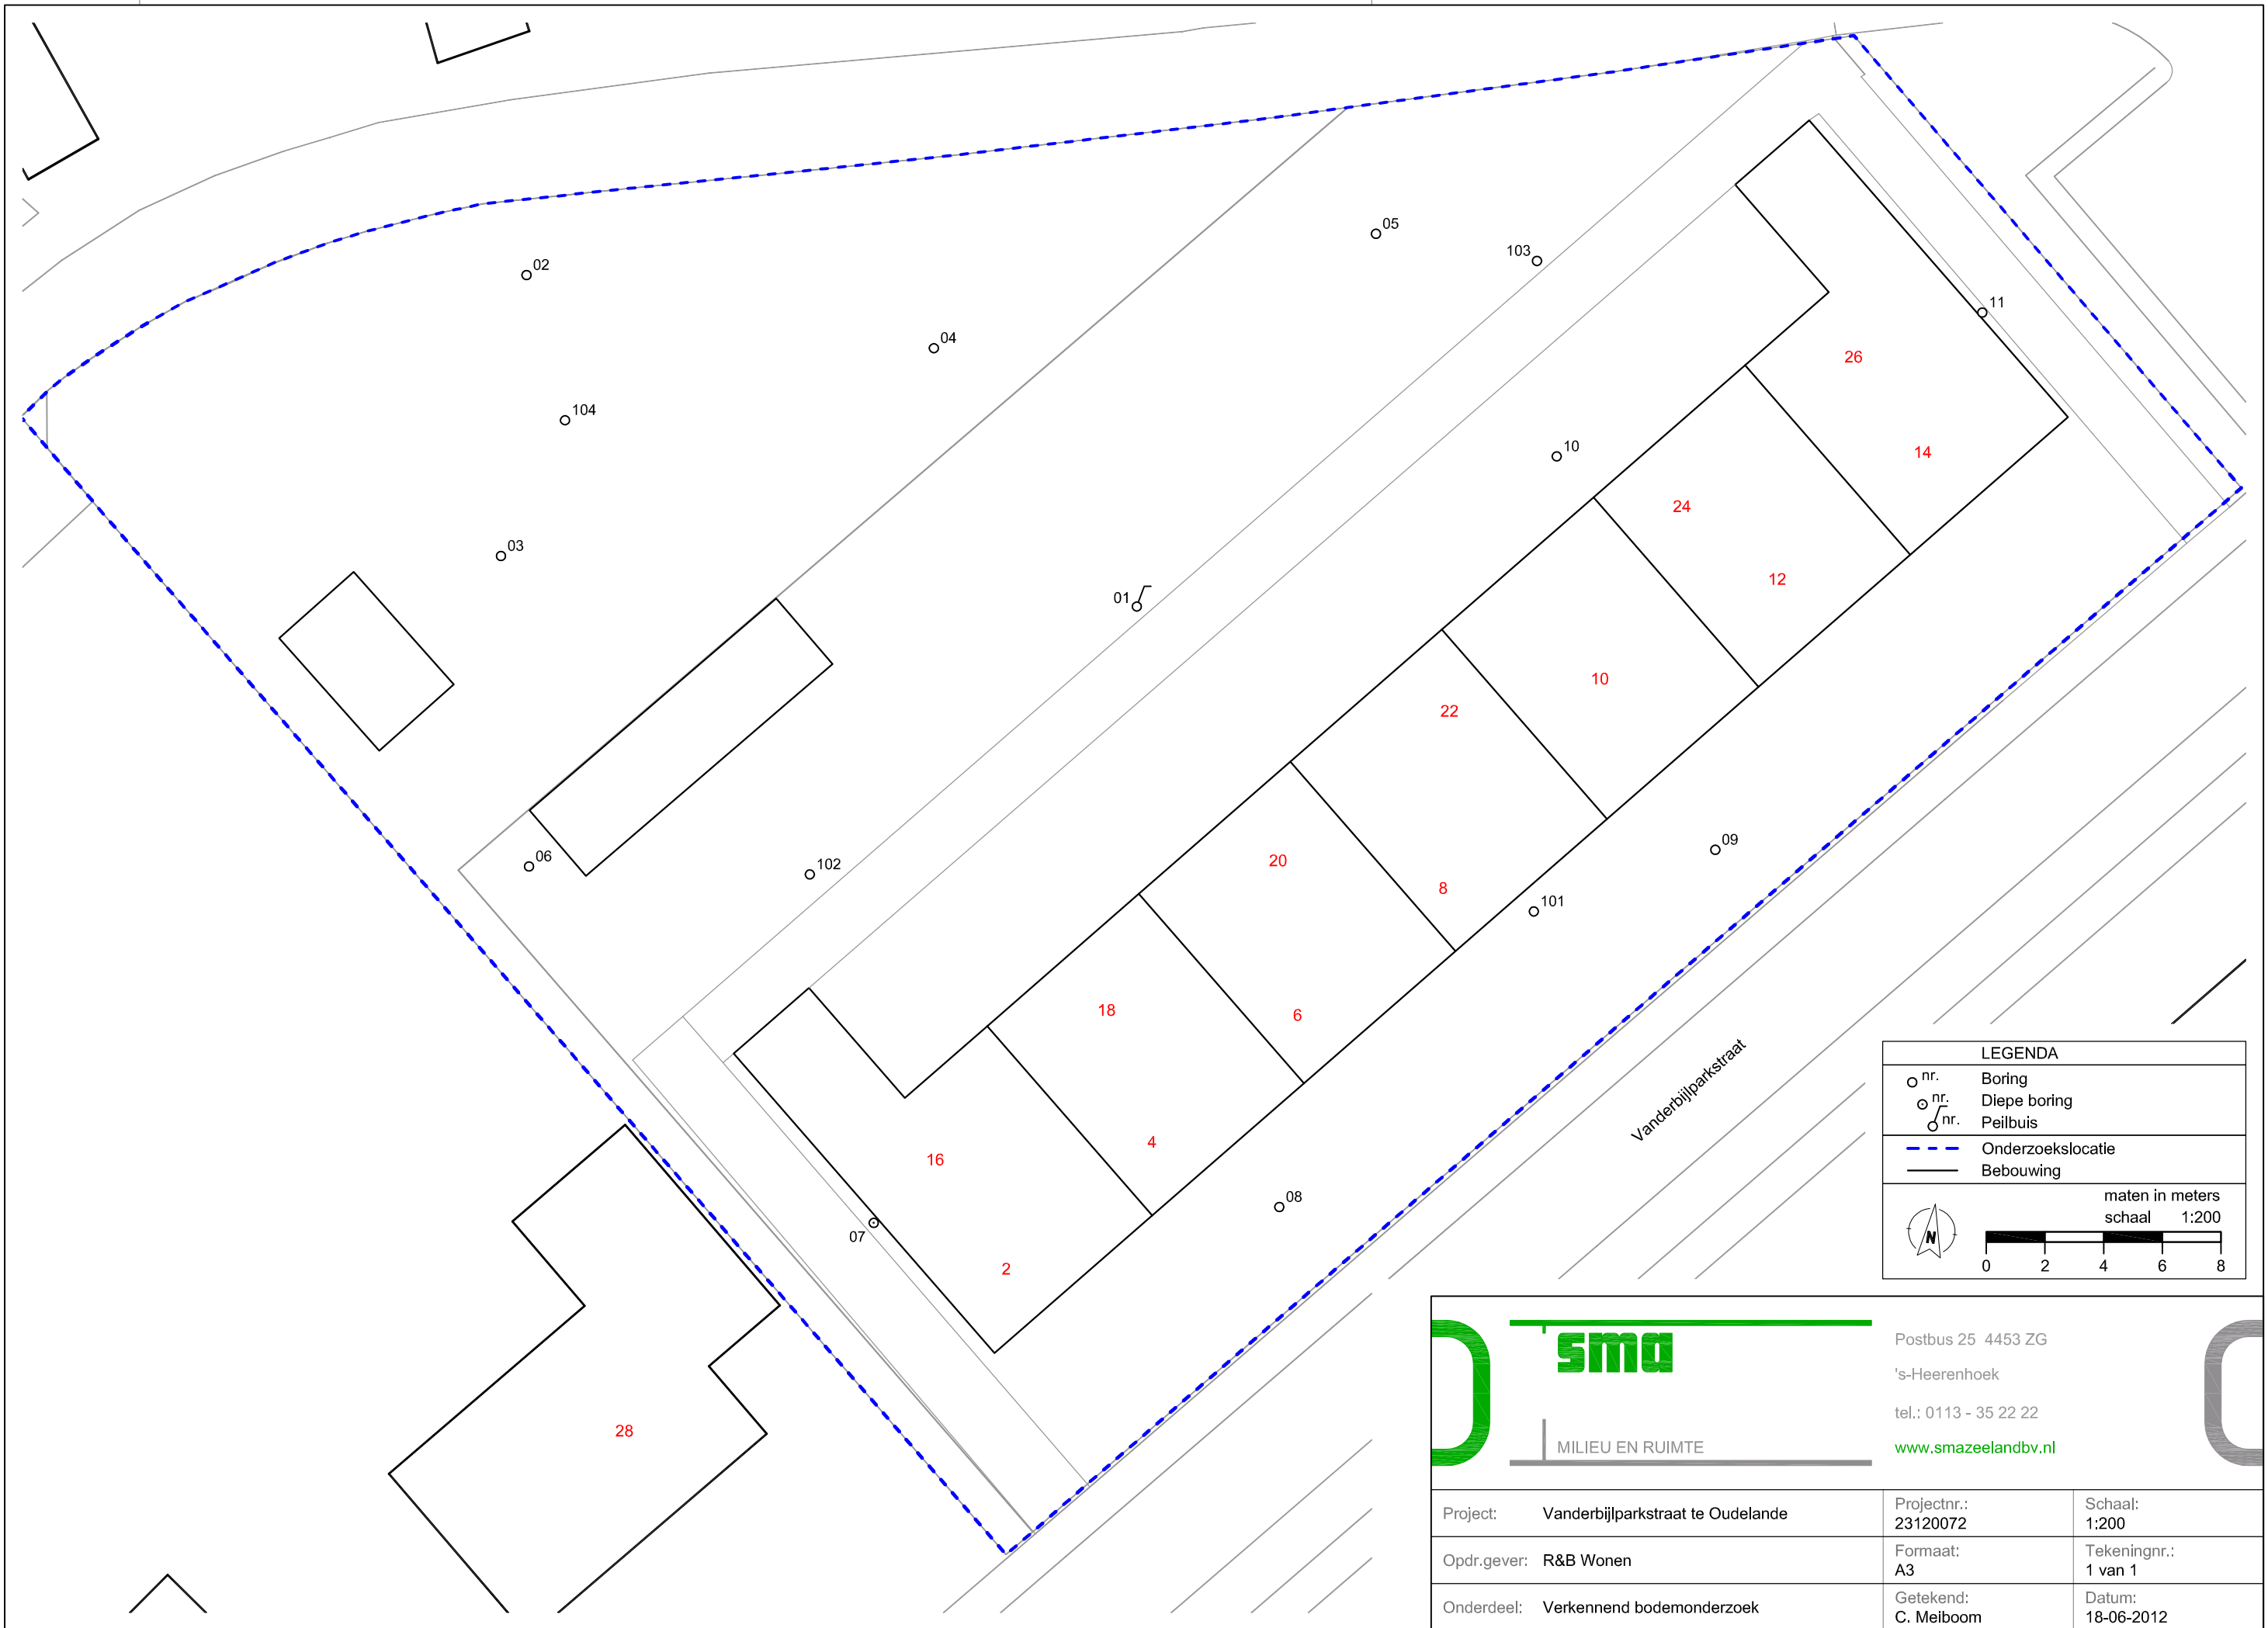 02
05
103
11
04
26
104
10
14
24
03
12
01
10
22
09
06
102
20
8
101
18
6
Vanderbijlparkstraat
4
16
08
07
2
28
LEGENDA
nr. Boring
nr. Diepe boring
nr. Peilbuis
Onderzoekslocatie
Bebouwing
maten in meters
schaal 1:200
N
0 2 4 6 8
sma
MILIEU EN RUIMTE
Postbus 25 4453 ZG
's-Heerenhoek
tel.: 0113 - 35 22 22
www.smazeelandbv.nl
Project: Vanderbijlparkstraat te Oudelande
Projectnr.:
23120072
Schaal:
1:200
Opdr.gever: R&B Wonen
Formaat:
A3
Tekeningnr.:
1 van 1
Onderdeel: Verkennend bodemonderzoek
Getekend:
C. Meiboom
Datum:
18-06-2012